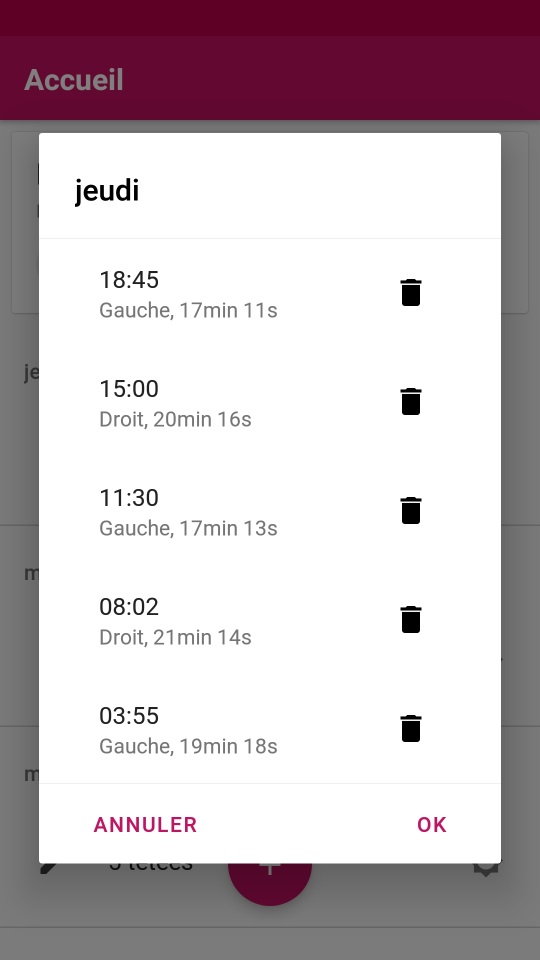 Accueil
jeudi
18:45
Gauche, 17min 11s
15:00
Droit, 20min 16s
11:30
Gauche, 17min 13s
08:02
Droit, 21min 14s
03:55
Gauche, 19min 18s
ANNULER
OK